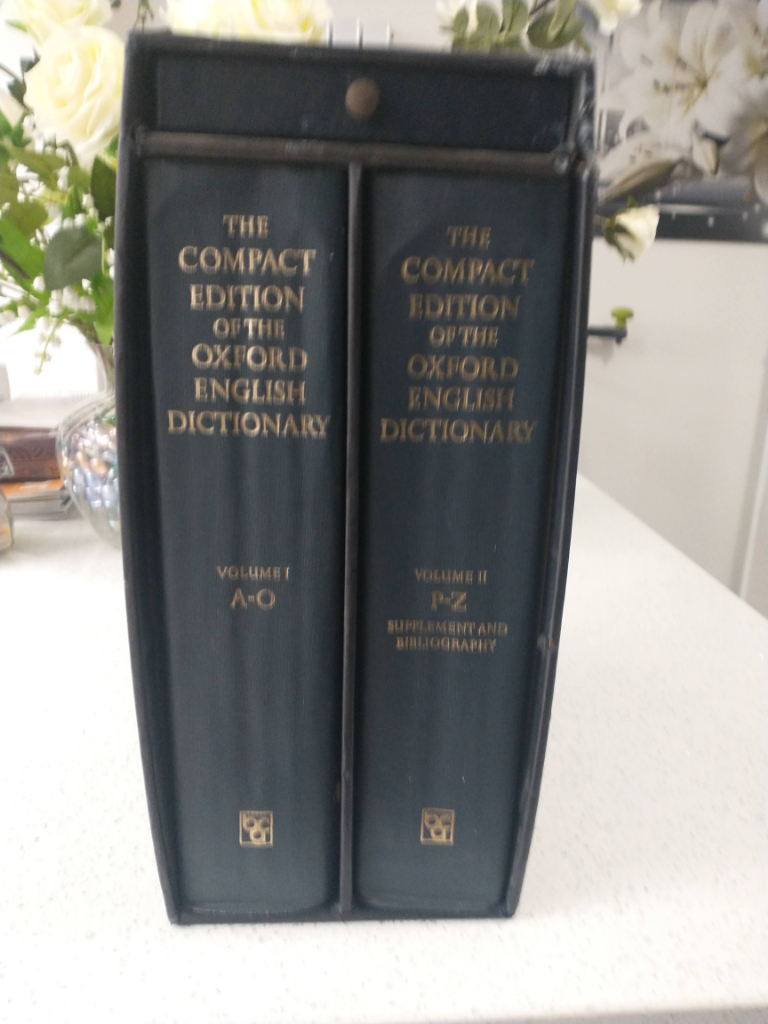 THE
COMPACT
EDITION
OF THE
OXFORD
ENGLISH
DICTIONARY
VOLUME I
A-O
THE
COMPACT
EDITION
OF THE
OXFORD
ENGLISH
DICTIONARY
VOLUME II
P-Z
SUPPLEMENT AND
BIBLIOGRAPHY